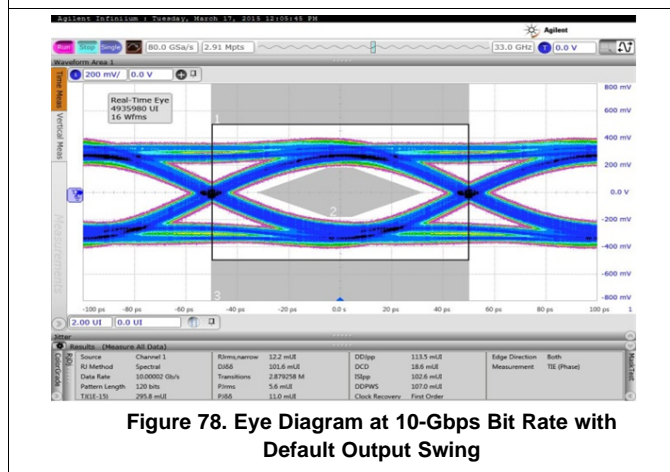 Agilent Infiniium : Tuesday, March 17, 2015 12:05:45 PM
Agilent
Run Stop Single 80.0 GSa/s 2.91 Mpts 33.0 GHz T 0.0 V
Waveform Area 1
200 mV/ 0.0 V
Time Meas
Vertical Meas
Measurements
Real-Time Eye
4935980 UI
16 Wfms
1
2
3
800 mV
600 mV
400 mV
200 mV
0.0 V
-200 mV
-400 mV
-600 mV
-800 mV
-100 ps -80 ps -60 ps -40 ps -20 ps 0.0 s 20 ps 40 ps 60 ps 80 ps 100 ps 1
2.00 UI 0.0 UI
Jitter
Results (Measure All Data)
ColorGrade
RJDJ
MaskTest
Source Channel 1 RJrms,narrow 12.2 mUI DDJpp 113.5 mUI Edge Direction Both
RJ Method Spectral DJδδ 101.6 mUI DCD 18.6 mUI Measurement TIE (Phase)
Data Rate 10.00002 Gb/s Transitions 2.879258 M ISIpp 102.6 mUI
Pattern Length 120 bits PJrms 5.6 mUI DDPWS 107.0 mUI
TJ(1E-15) 295.8 mUI PJδδ 11.0 mUI Clock Recovery First Order
Figure 78. Eye Diagram at 10-Gbps Bit Rate with
Default Output Swing